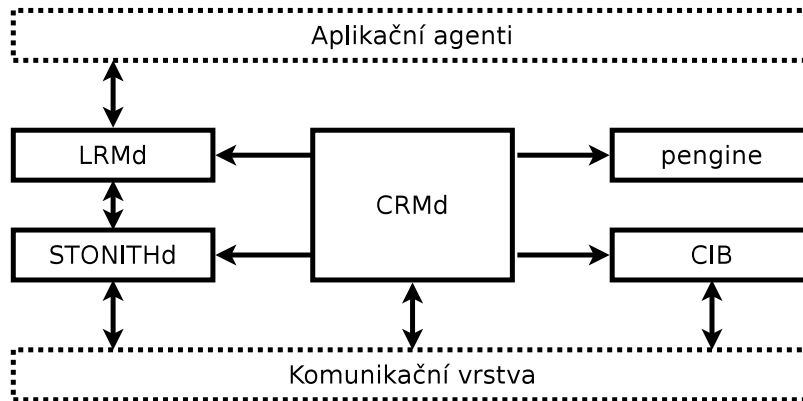 Aplikační agenti
LRMd
CRMd
pengine
STONITHd
CIB
Komunikační vrstva